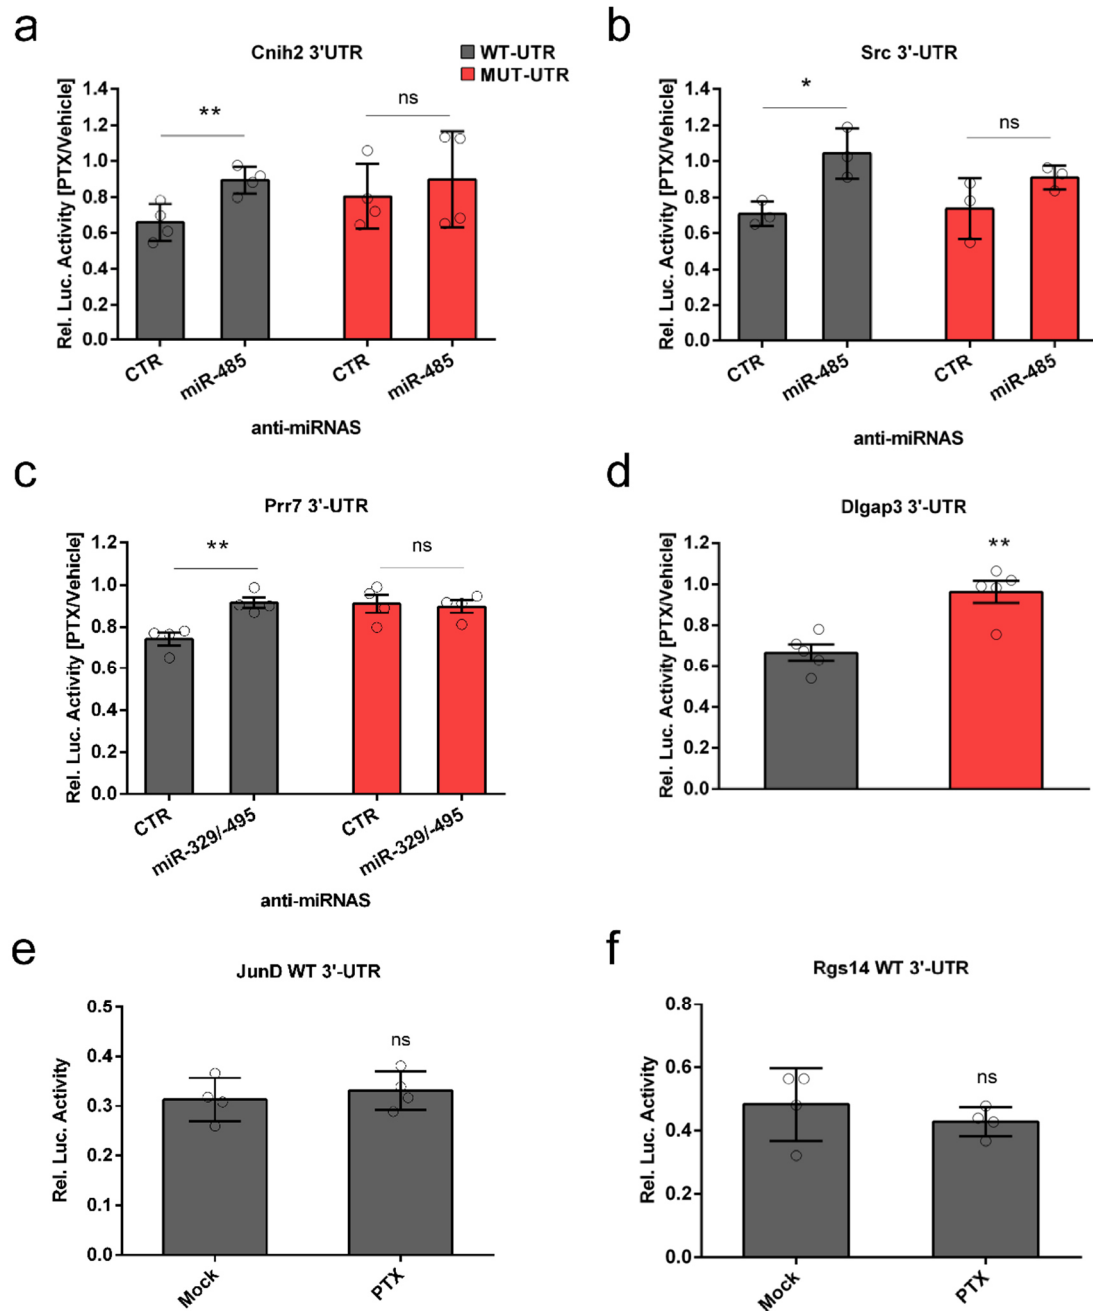 a
Cnih2 3'UTR
WT-UTR
MUT-UTR
Rel. Luc. Activity [PTX/Vehicle]
1.4
1.2
1.0
0.8
0.6
0.4
0.2
0.0
**
ns
CTR
miR-485
CTR
miR-485
anti-miRNAS
b
Src 3'-UTR
Rel. Luc. Activity [PTX/Vehicle]
1.4
1.2
1.0
0.8
0.6
0.4
0.2
0.0
*
ns
CTR
miR-485
CTR
miR-485
anti-miRNAS
c
Prr7 3'-UTR
Rel. Luc. Activity [PTX/Vehicle]
1.2
1.0
0.8
0.6
0.4
0.2
0.0
**
ns
CTR
miR-329/-495
CTR
miR-329/-495
anti-miRNAS
d
Dlgap3 3'-UTR
Rel. Luc. Activity [PTX/Vehicle]
1.2
1.0
0.8
0.6
0.4
0.2
0.0
**
e
JunD WT 3'-UTR
Rel. Luc. Activity
0.5
0.4
0.3
0.2
0.1
0.0
ns
Mock
PTX
f
Rgs14 WT 3'-UTR
Rel. Luc. Activity
0.8
0.6
0.4
0.2
0.0
ns
Mock
PTX